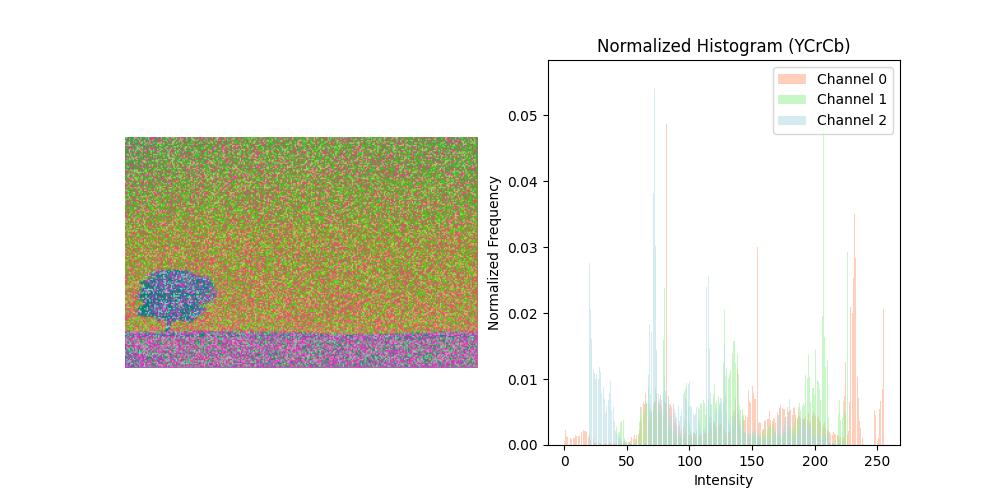 Normalized Histogram (YCrCb)
Channel 0
Channel 1
Channel 2
Normalized Frequency
0.05
0.04
0.03
0.02
0.01
0.00
0 50 100 150 200 250
Intensity